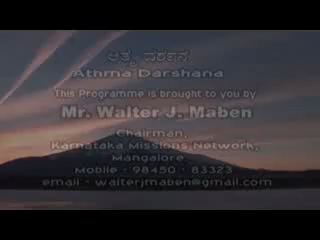 ಆತ್ಮ ದರ್ಶನ
Athma Darshana
This Programme is brought to you by
Mr. Walter J. Maben
Chairman,
Karnataka Missions Network,
Mangalore.
Mobile - 98450 - 83323
email - walterjmaben@gmail.com